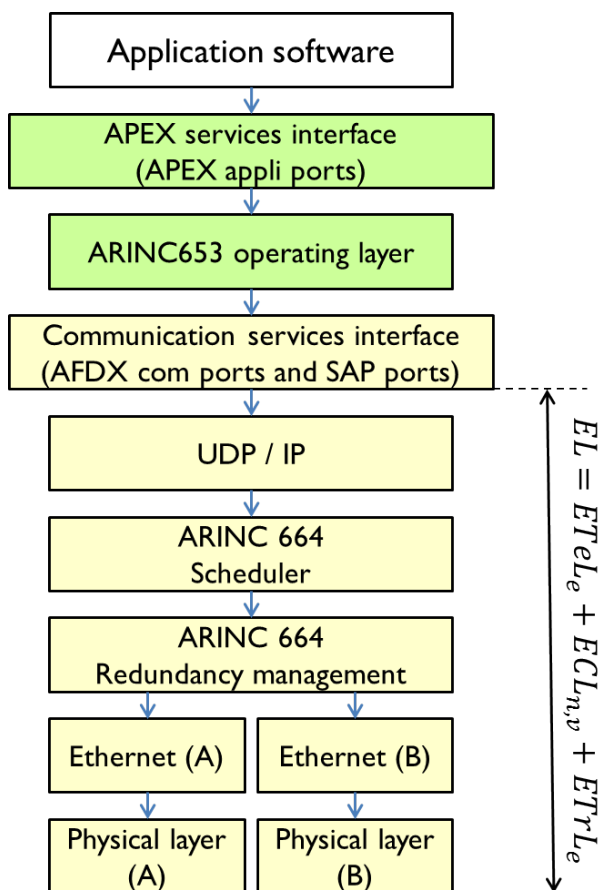 Application software
APEX services interface
(APEX appli ports)
ARINC653 operating layer
Communication services interface
(AFDX com ports and SAP ports)
UDP / IP
ARINC 664
Scheduler
ARINC 664
Redundancy management
Ethernet (A)
Ethernet (B)
Physical layer
(A)
Physical layer
(B)
EL = ETeL_e + ECL_{n,v} + ETrL_e